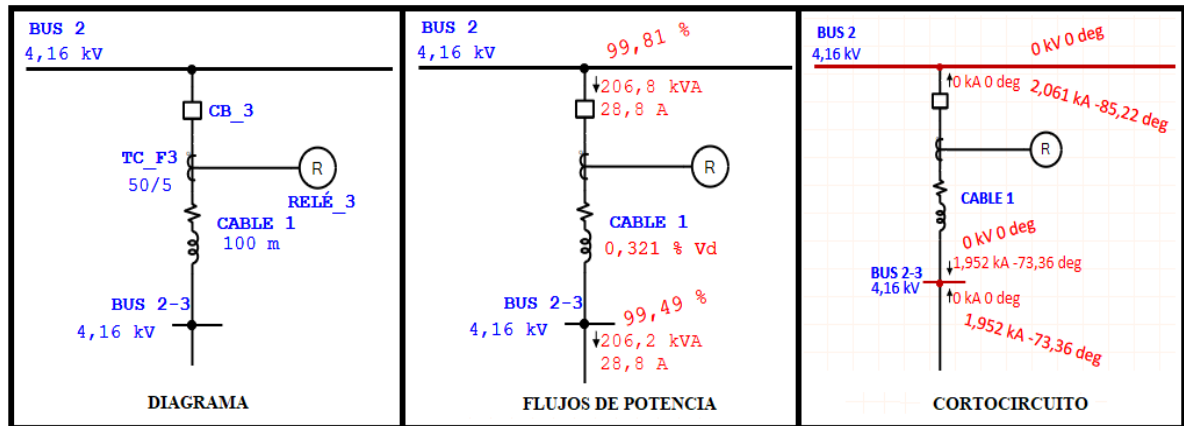 BUS 2
4,16 kV
CB_3
TC_F3
50/5
R
RELÉ_3
CABLE 1
100 m
BUS 2-3
4,16 kV
DIAGRAMA
BUS 2
4,16 kV
99,81 %
206,8 kVA
28,8 A
R
CABLE 1
0,321 % Vd
BUS 2-3
4,16 kV
99,49 %
206,2 kVA
28,8 A
FLUJOS DE POTENCIA
BUS 2
4,16 kV
0 kV 0 deg
0 kA 0 deg
2,061 kA -85,22 deg
R
CABLE 1
0 kV 0 deg
1,952 kA -73,36 deg
BUS 2-3
4,16 kV
0 kA 0 deg
1,952 kA -73,36 deg
CORTOCIRCUITO